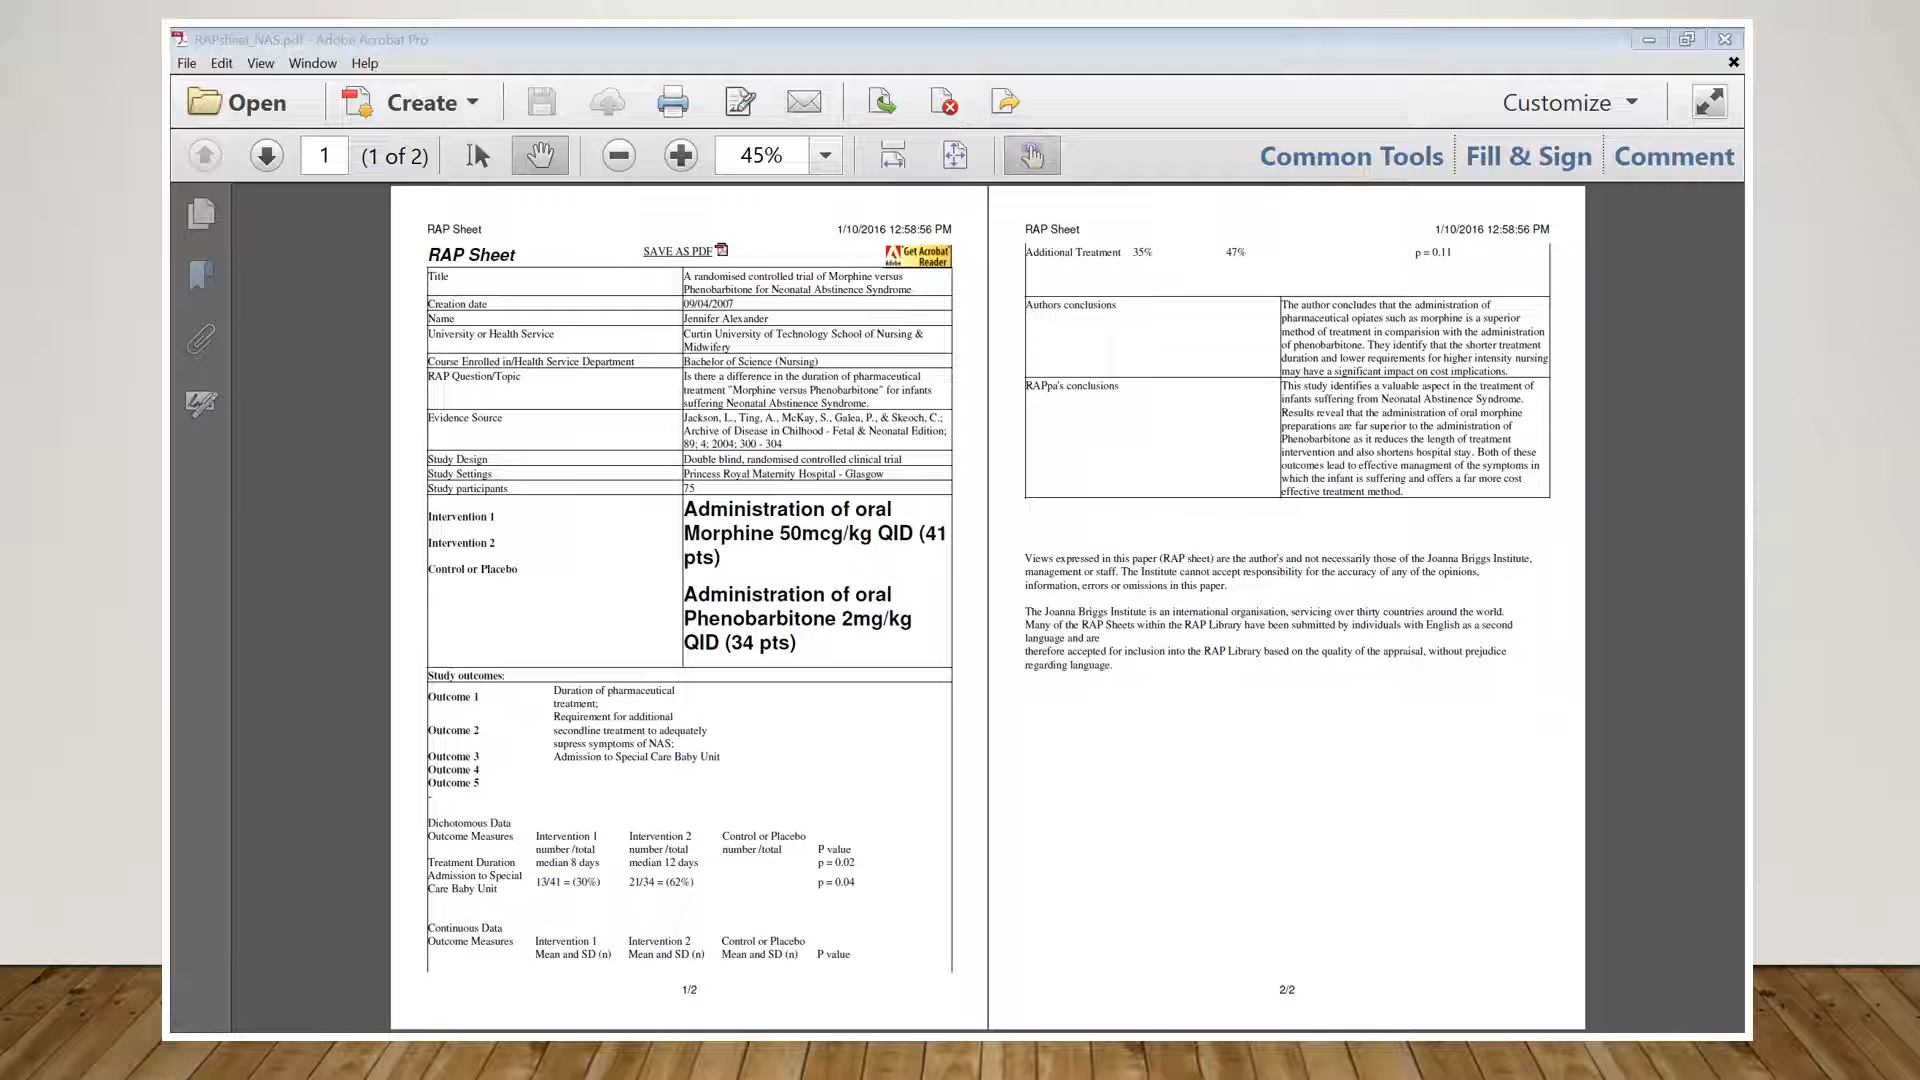 RAPsheet_NAS.pdf - Adobe Acrobat Pro
File Edit View Window Help
Open Create Customize
1 (1 of 2) 45% Common Tools Fill & Sign Comment
RAP Sheet 1/10/2016 12:58:56 PM
RAP Sheet SAVE AS PDF Get Acrobat Reader Adobe
Title A randomised controlled trial of Morphine versus
Phenobarbitone for Neonatal Abstinence Syndrome
Creation date 09/04/2007
Name Jennifer Alexander
University or Health Service Curtin University of Technology School of Nursing &
Midwifery
Course Enrolled in/Health Service Department Bachelor of Science (Nursing)
RAP Question/Topic Is there a difference in the duration of pharmaceutical
treatment "Morphine versus Phenobarbitone" for infants
suffering Neonatal Abstinence Syndrome.
Evidence Source Jackson, L., Ting, A., McKay, S., Galea, P., & Skeoch, C.;
Archive of Disease in Chilhood - Fetal & Neonatal Edition;
89; 4; 2004; 300 - 304
Study Design Double blind, randomised controlled clinical trial
Study Settings Princess Royal Maternity Hospital - Glasgow
Study participants 75
Intervention 1
Intervention 2
Control or Placebo
Administration of oral
Morphine 50mcg/kg QID (41
pts)
Administration of oral
Phenobarbitone 2mg/kg
QID (34 pts)
Study outcomes:
Outcome 1 Duration of pharmaceutical
treatment;
Outcome 2 Requirement for additional
secondline treatment to adequately
supress symptoms of NAS;
Outcome 3 Admission to Special Care Baby Unit
Outcome 4
Outcome 5
-
Dichotomous Data
Outcome Measures Intervention 1 Intervention 2 Control or Placebo
number /total number /total number /total P value
Treatment Duration median 8 days median 12 days p = 0.02
Admission to Special
Care Baby Unit 13/41 = (30%) 21/34 = (62%) p = 0.04
Continuous Data
Outcome Measures Intervention 1 Intervention 2 Control or Placebo
Mean and SD (n) Mean and SD (n) Mean and SD (n) P value
1/2
RAP Sheet 1/10/2016 12:58:56 PM
Additional Treatment 35% 47% p = 0.11
Authors conclusions The author concludes that the administration of
pharmaceutical opiates such as morphine is a superior
method of treatment in comparision with the administration
of phenobarbitone. They identify that the shorter treatment
duration and lower requirements for higher intensity nursing
may have a significant impact on cost implications.
RAPpa's conclusions This study identifies a valuable aspect in the treatment of
infants suffering from Neonatal Abstinence Syndrome.
Results reveal that the administration of oral morphine
preparations are far superior to the administration of
Phenobarbitone as it reduces the length of treatment
intervention and also shortens hospital stay. Both of these
outcomes lead to effective managment of the symptoms in
which the infant is suffering and offers a far more cost
effective treatment method.
Views expressed in this paper (RAP sheet) are the author's and not necessarily those of the Joanna Briggs Institute,
management or staff. The Institute cannot accept responsibility for the accuracy of any of the opinions,
information, errors or omissions in this paper.
The Joanna Briggs Institute is an international organisation, servicing over thirty countries around the world.
Many of the RAP Sheets within the RAP Library have been submitted by individuals with English as a second
language and are
therefore accepted for inclusion into the RAP Library based on the quality of the appraisal, without prejudice
regarding language.
2/2